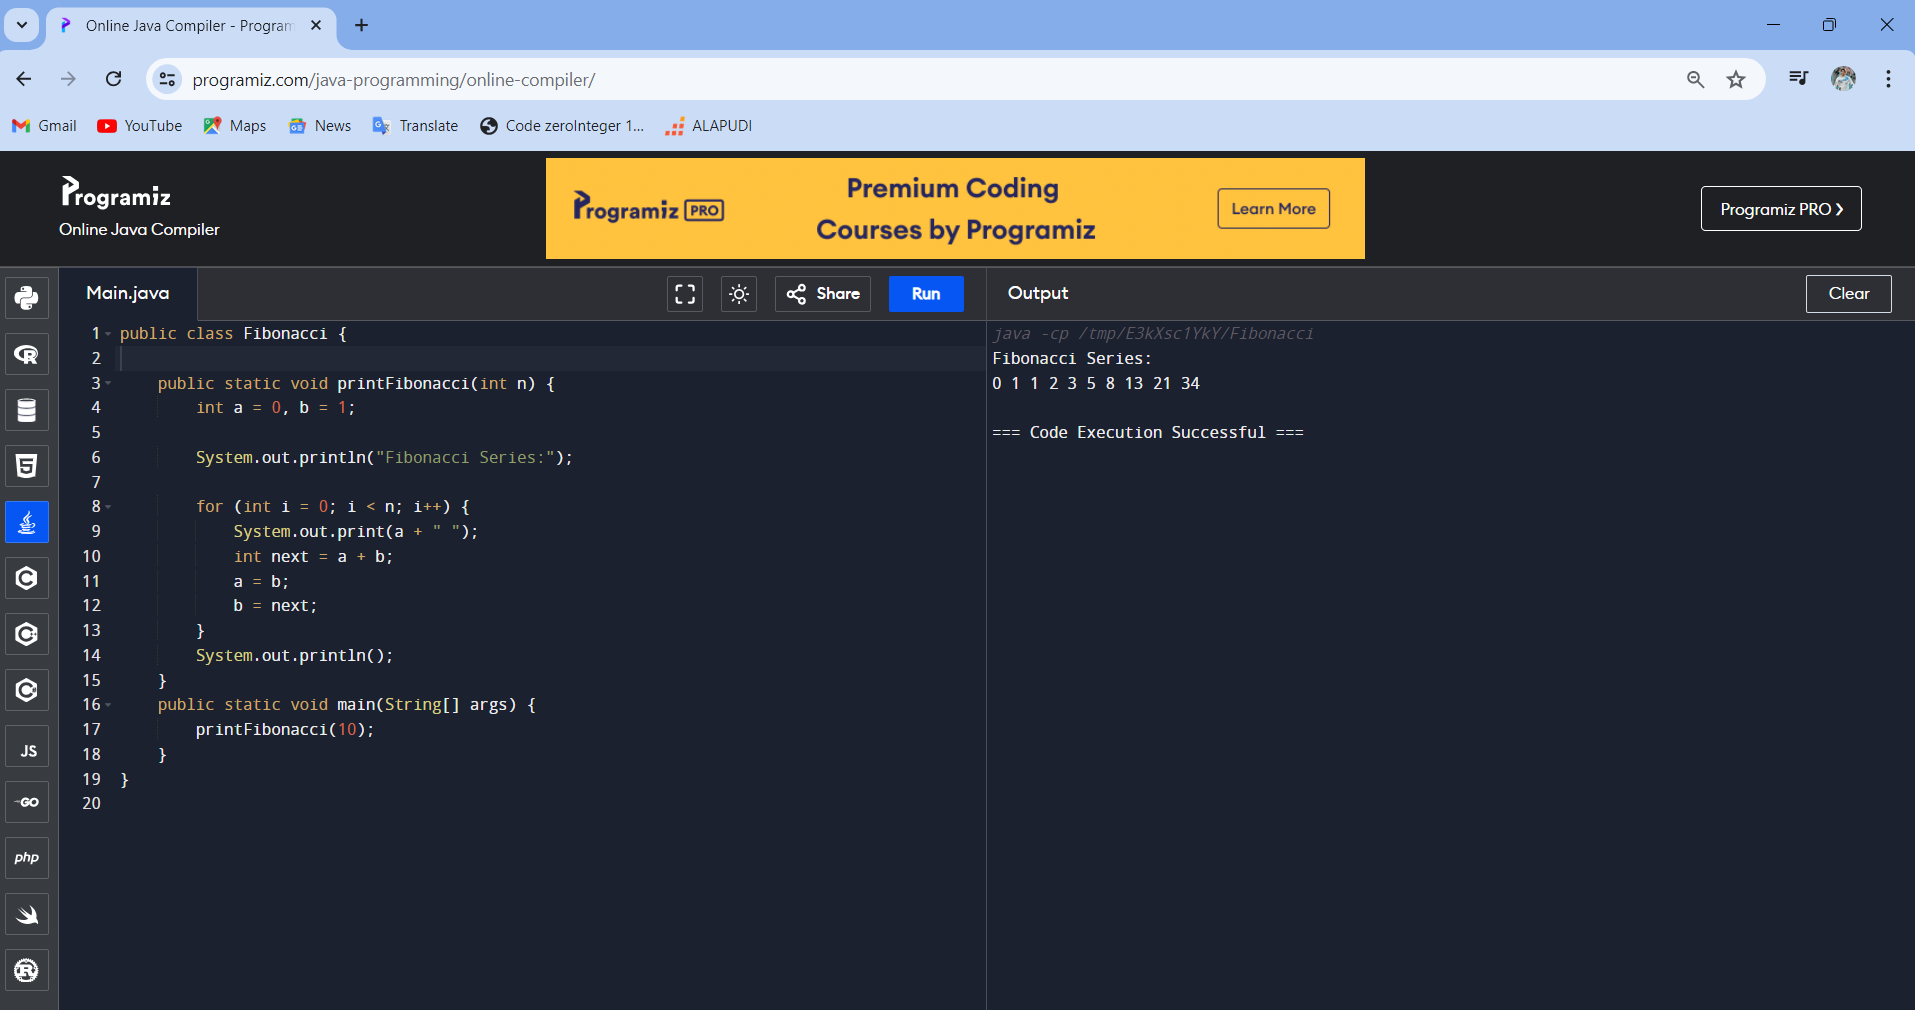 Online Java Compiler - Program
programiz.com/java-programming/online-compiler/
Gmail YouTube Maps News Translate Code zeroInteger 1... ALAPUDI
Programiz
Online Java Compiler
Programiz PRO
Premium Coding
Courses by Programiz
Learn More
Programiz PRO ❯
Main.java
Share
Run
Output
Clear
1 public class Fibonacci {
2
3     public static void printFibonacci(int n) {
4         int a = 0, b = 1;
5
6         System.out.println("Fibonacci Series:");
7
8         for (int i = 0; i < n; i++) {
9             System.out.print(a + " ");
10             int next = a + b;
11             a = b;
12             b = next;
13         }
14         System.out.println();
15     }
16     public static void main(String[] args) {
17         printFibonacci(10);
18     }
19 }
20
java -cp /tmp/E3kXsc1YkY/Fibonacci
Fibonacci Series:
0 1 1 2 3 5 8 13 21 34
=== Code Execution Successful ===
JS
GO
php